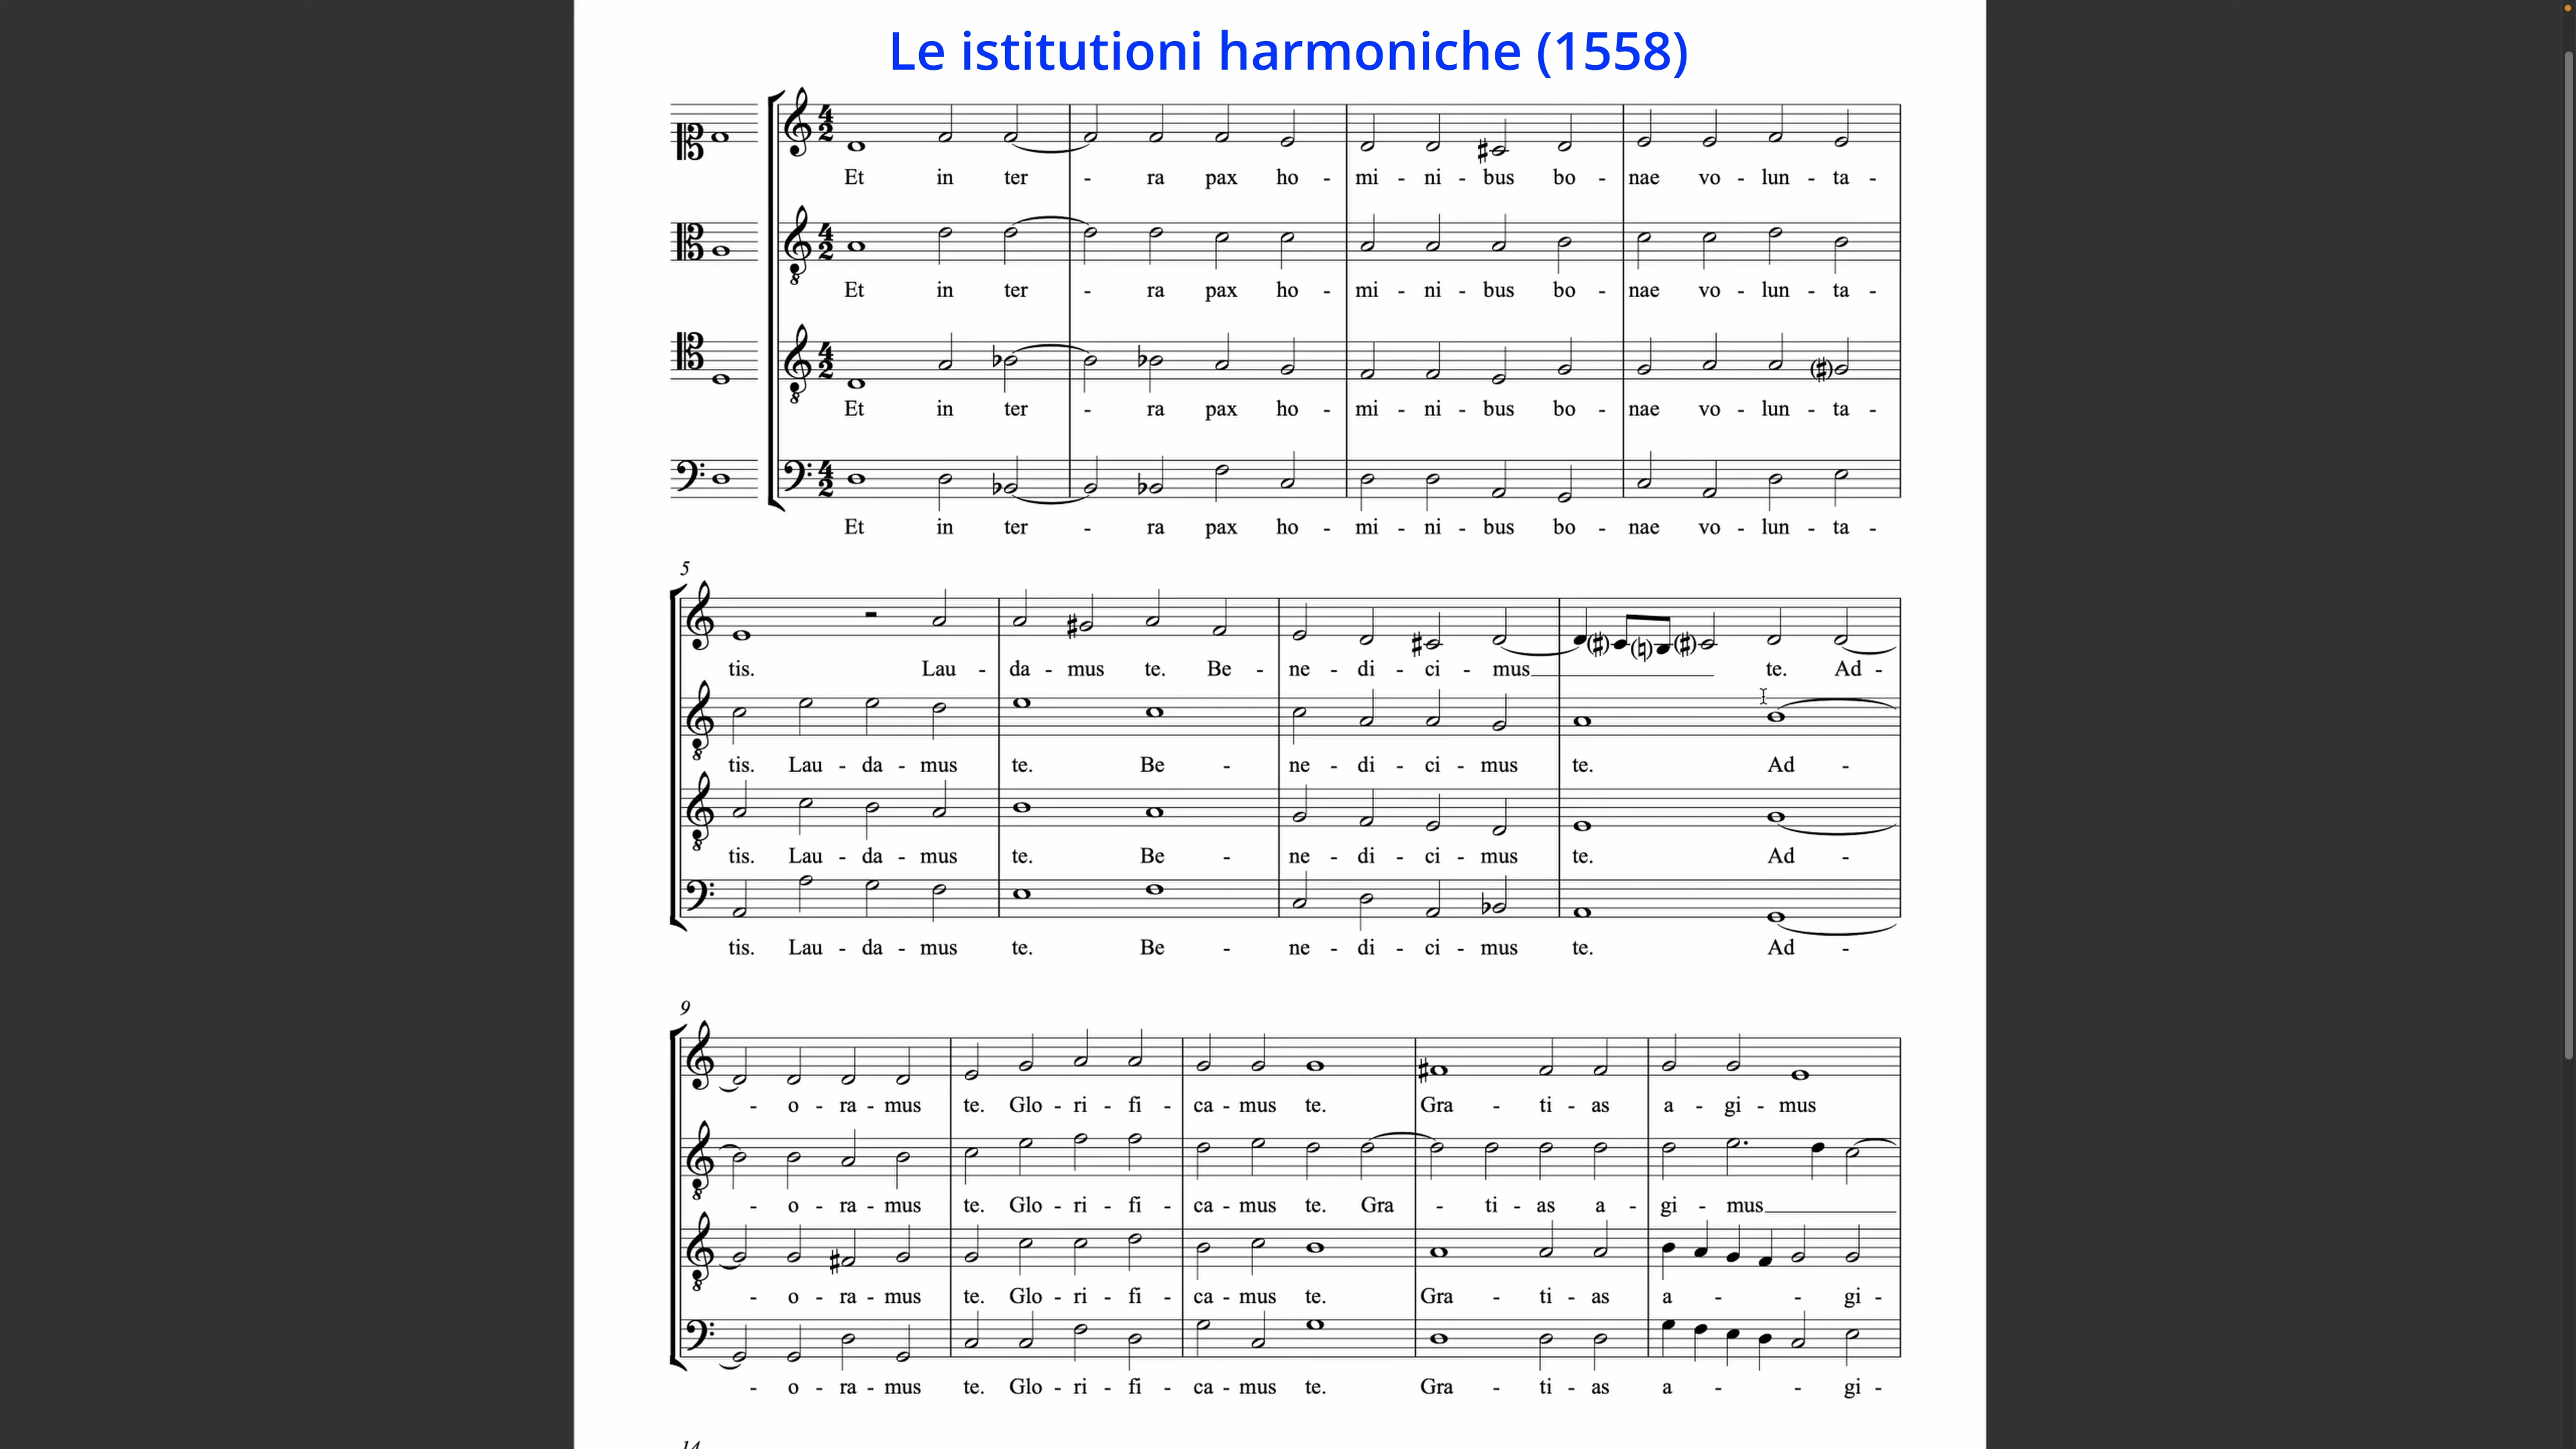 Le istitutioni harmoniche (1558)
Et in ter - ra pax ho - mi - ni - bus bo - nae vo - lun - ta -
Et in ter - ra pax ho - mi - ni - bus bo - nae vo - lun - ta -
Et in ter - ra pax ho - mi - ni - bus bo - nae vo - lun - ta -
Et in ter - ra pax ho - mi - ni - bus bo - nae vo - lun - ta -
5
tis. Lau - da - mus te. Be - ne - di - ci - mus te. Ad -
tis. Lau - da - mus te. Be - ne - di - ci - mus te. Ad -
tis. Lau - da - mus te. Be - ne - di - ci - mus te. Ad -
tis. Lau - da - mus te. Be - ne - di - ci - mus te. Ad -
9
- o - ra - mus te. Glo - ri - fi - ca - mus te. Gra - ti - as a - gi - mus
- o - ra - mus te. Glo - ri - fi - ca - mus te. Gra - ti - as a - gi - mus
- o - ra - mus te. Glo - ri - fi - ca - mus te. Gra - ti - as a - - gi -
- o - ra - mus te. Glo - ri - fi - ca - mus te. Gra - ti - as a - - gi -